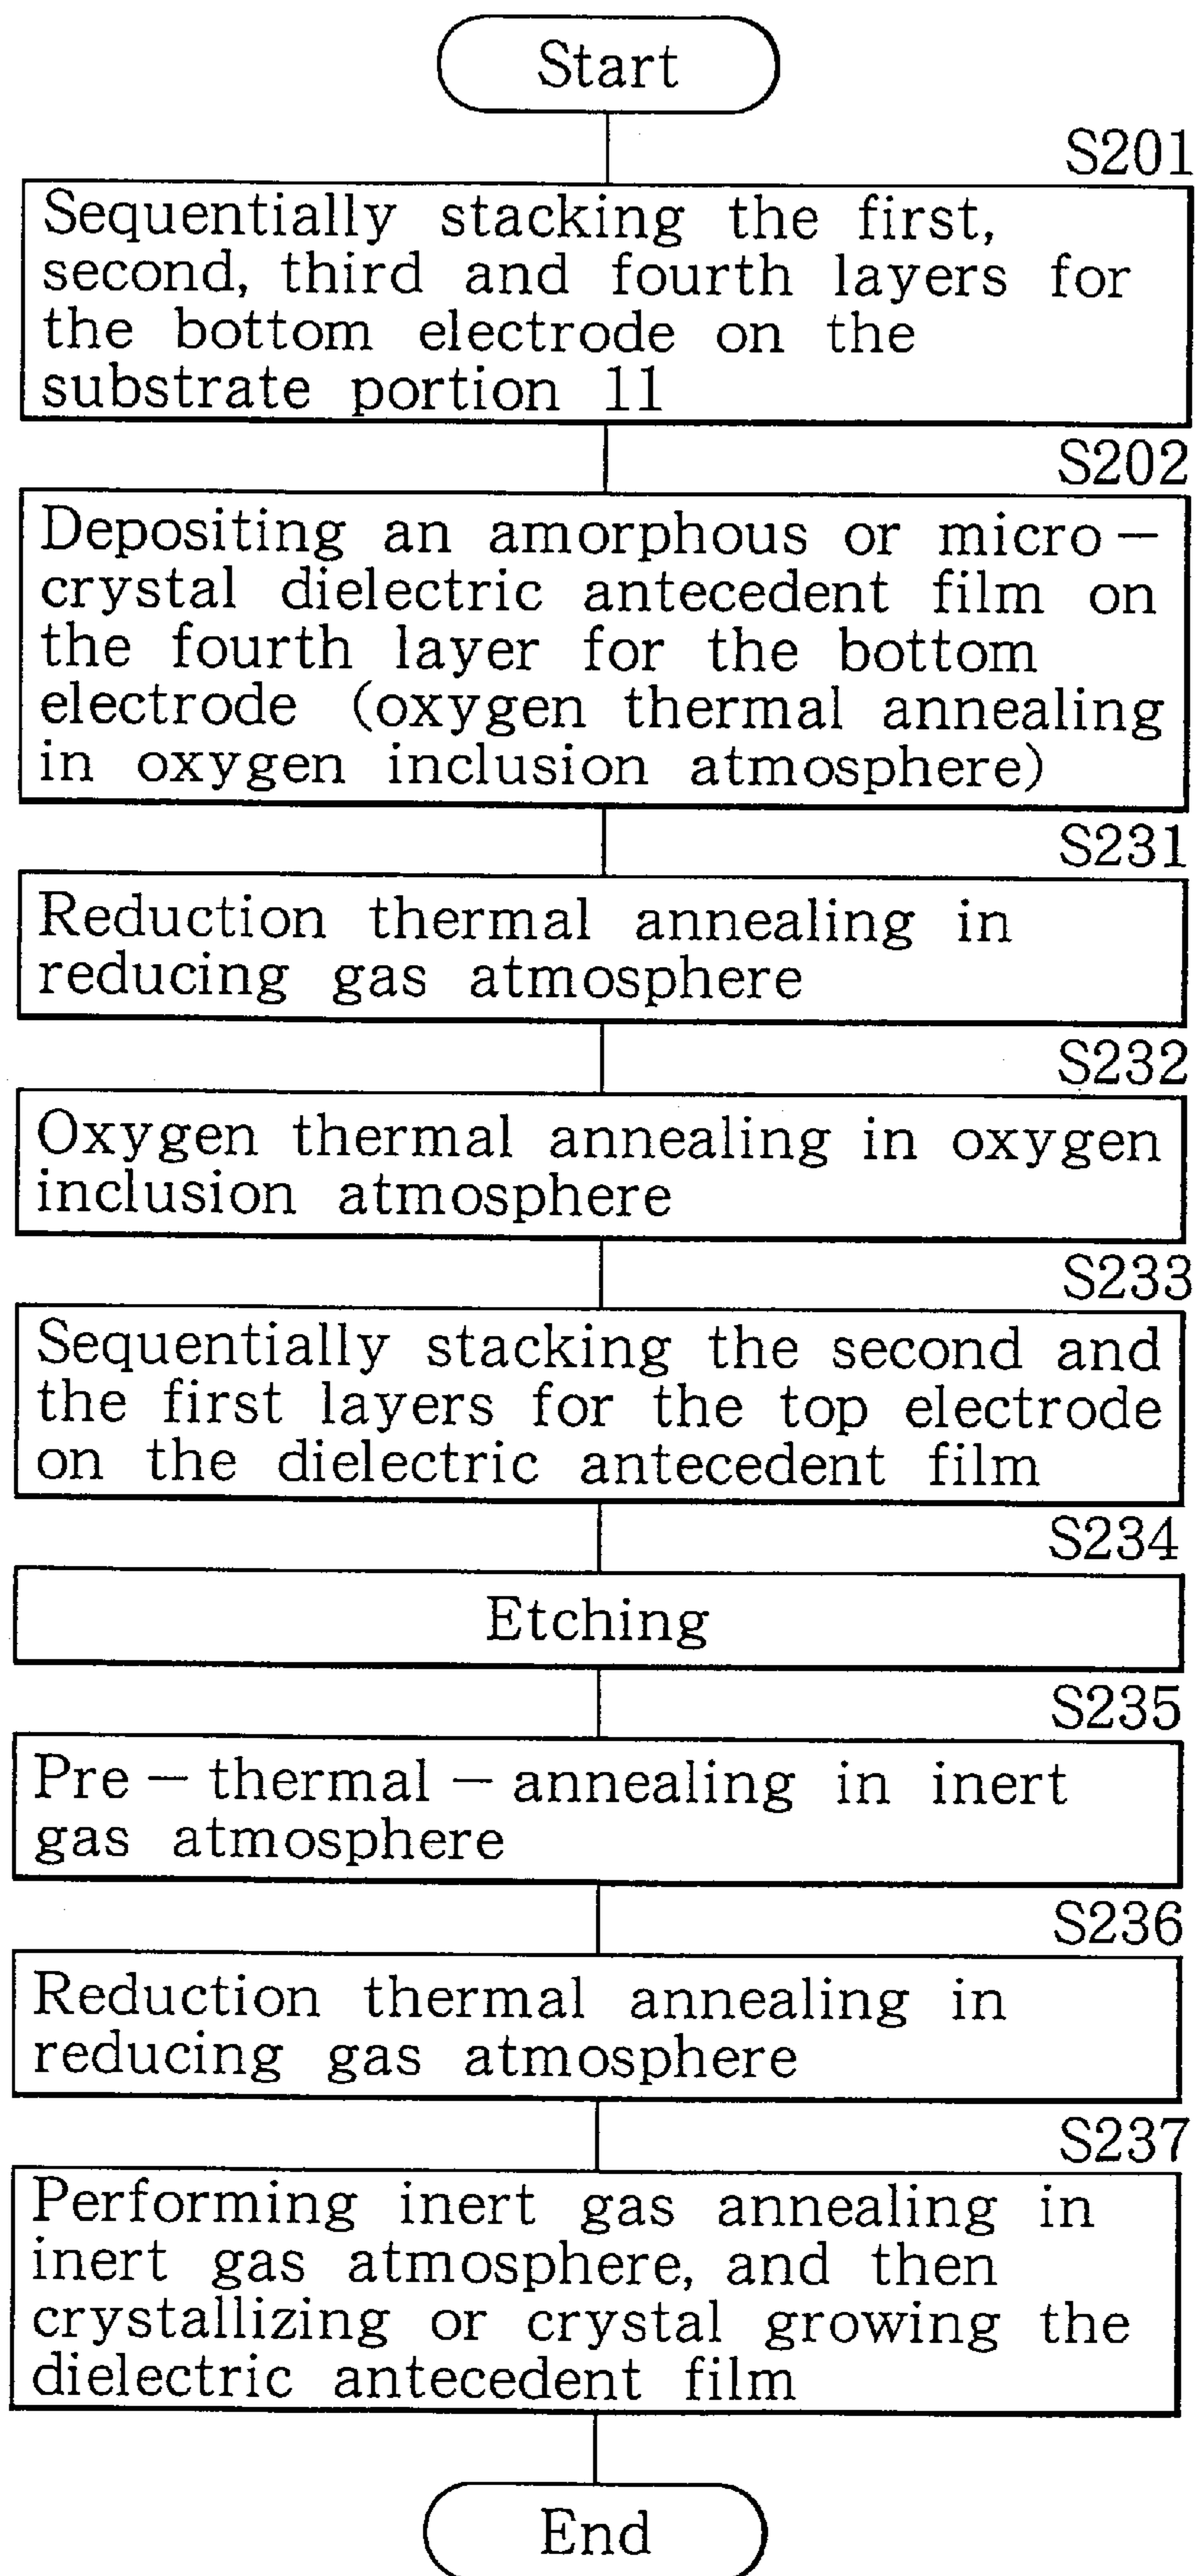 Start
S201
Sequentially stacking the first,
second, third and fourth layers for
the bottom electrode on the
substrate portion 11
S202
Depositing an amorphous or micro-
crystal dielectric antecedent film on
the fourth layer for the bottom
electrode (oxygen thermal annealing
in oxygen inclusion atmosphere)
S231
Reduction thermal annealing in
reducing gas atmosphere
S232
Oxygen thermal annealing in oxygen
inclusion atmosphere
S233
Sequentially stacking the second and
the first layers for the top electrode
on the dielectric antecedent film
S234
Etching
S235
Pre-thermal-annealing in inert
gas atmosphere
S236
Reduction thermal annealing in
reducing gas atmosphere
S237
Performing inert gas annealing in
inert gas atmosphere, and then
crystallizing or crystal growing the
dielectric antecedent film
End